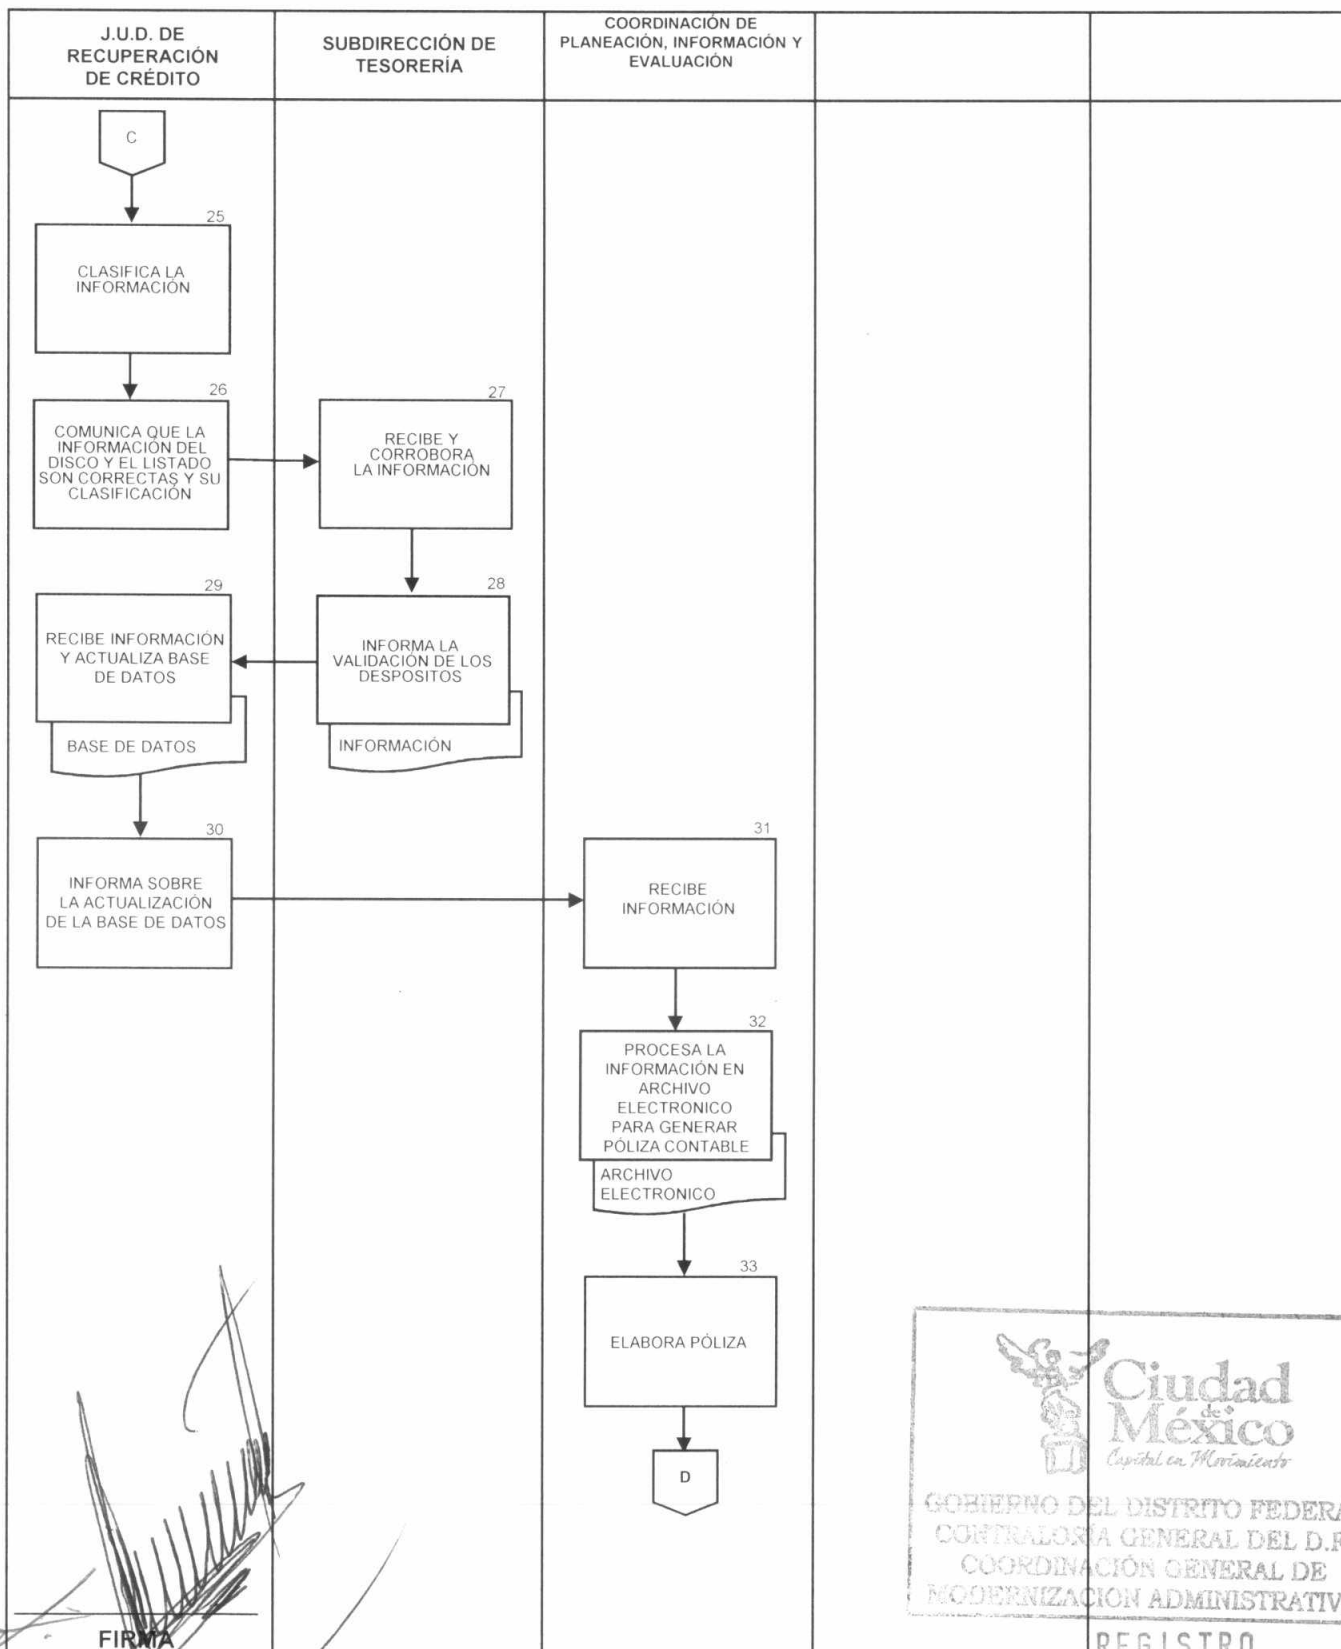 J.U.D. DE
RECUPERACIÓN
DE CRÉDITO
SUBDIRECCIÓN DE
TESORERÍA
COORDINACIÓN DE
PLANEACIÓN, INFORMACIÓN Y
EVALUACIÓN
C
25
CLASIFICA LA
INFORMACIÓN
26
COMUNICA QUE LA
INFORMACIÓN DEL
DISCO Y EL LISTADO
SON CORRECTAS Y SU
CLASIFICACIÓN
27
RECIBE Y
CORROBORA
LA INFORMACIÓN
28
INFORMA LA
VALIDACIÓN DE LOS
DESPOSITOS
INFORMACIÓN
29
RECIBE INFORMACIÓN
Y ACTUALIZA BASE
DE DATOS
BASE DE DATOS
30
INFORMA SOBRE
LA ACTUALIZACIÓN
DE LA BASE DE DATOS
31
RECIBE
INFORMACIÓN
32
PROCESA LA
INFORMACIÓN EN
ARCHIVO
ELECTRONICO
PARA GENERAR
PÓLIZA CONTABLE
ARCHIVO
ELECTRONICO
33
ELABORA PÓLIZA
D
Ciudad
de
México
Capital en Movimiento
GOBIERNO DEL DISTRITO FEDERA
CONTRALORÍA GENERAL DEL D.F
COORDINACIÓN GENERAL DE
MODERNIZACIÓN ADMINISTRATIV
REGISTRO
FIRMA